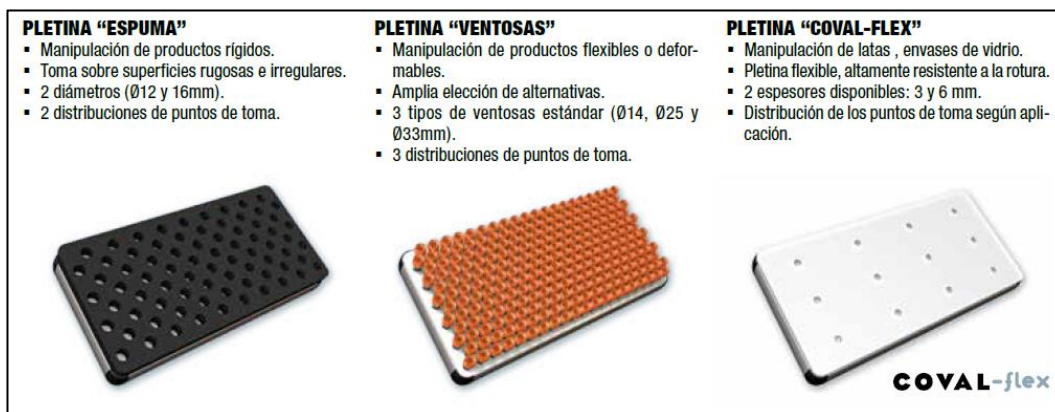 PLETINA “ESPUMA”
▪ Manipulación de productos rígidos.
▪ Toma sobre superficies rugosas e irregulares.
▪ 2 diámetros (Ø12 y 16mm).
▪ 2 distribuciones de puntos de toma.
PLETINA “VENTOSAS”
▪ Manipulación de productos flexibles o defor-
mables.
▪ Amplia elección de alternativas.
▪ 3 tipos de ventosas estándar (Ø14, Ø25 y
Ø33mm).
▪ 3 distribuciones de puntos de toma.
PLETINA “COVAL-FLEX”
▪ Manipulación de latas , envases de vidrio.
▪ Pletina flexible, altamente resistente a la rotura.
▪ 2 espesores disponibles: 3 y 6 mm.
▪ Distribución de los puntos de toma según apli-
cación.
COVAL-flex